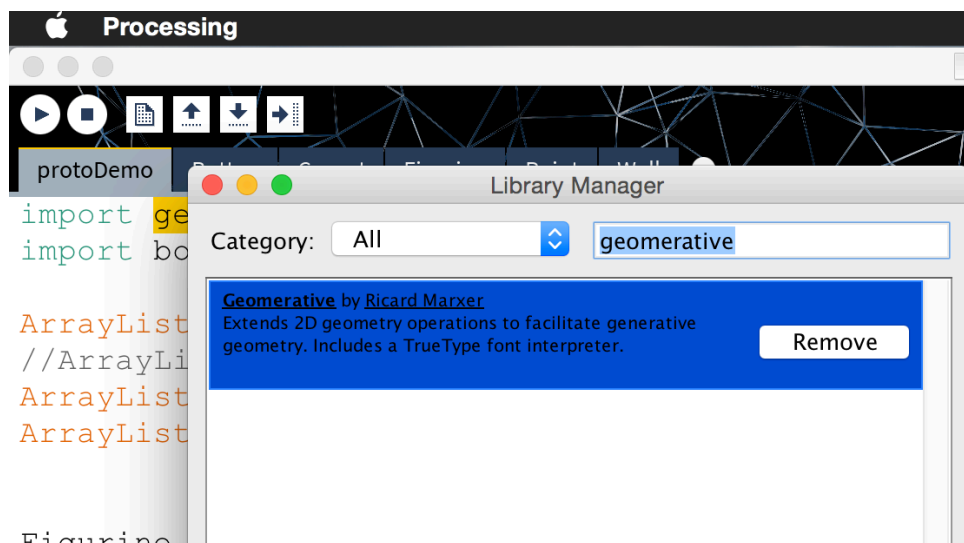 Processing
protoDemo
Library Manager
import ge
import bo
Category: All
geomerative
ArrayList
//ArrayLi
ArrayList
ArrayList
Geomerative by Ricard Marxer
Extends 2D geometry operations to facilitate generative
geometry. Includes a TrueType font interpreter.
Remove